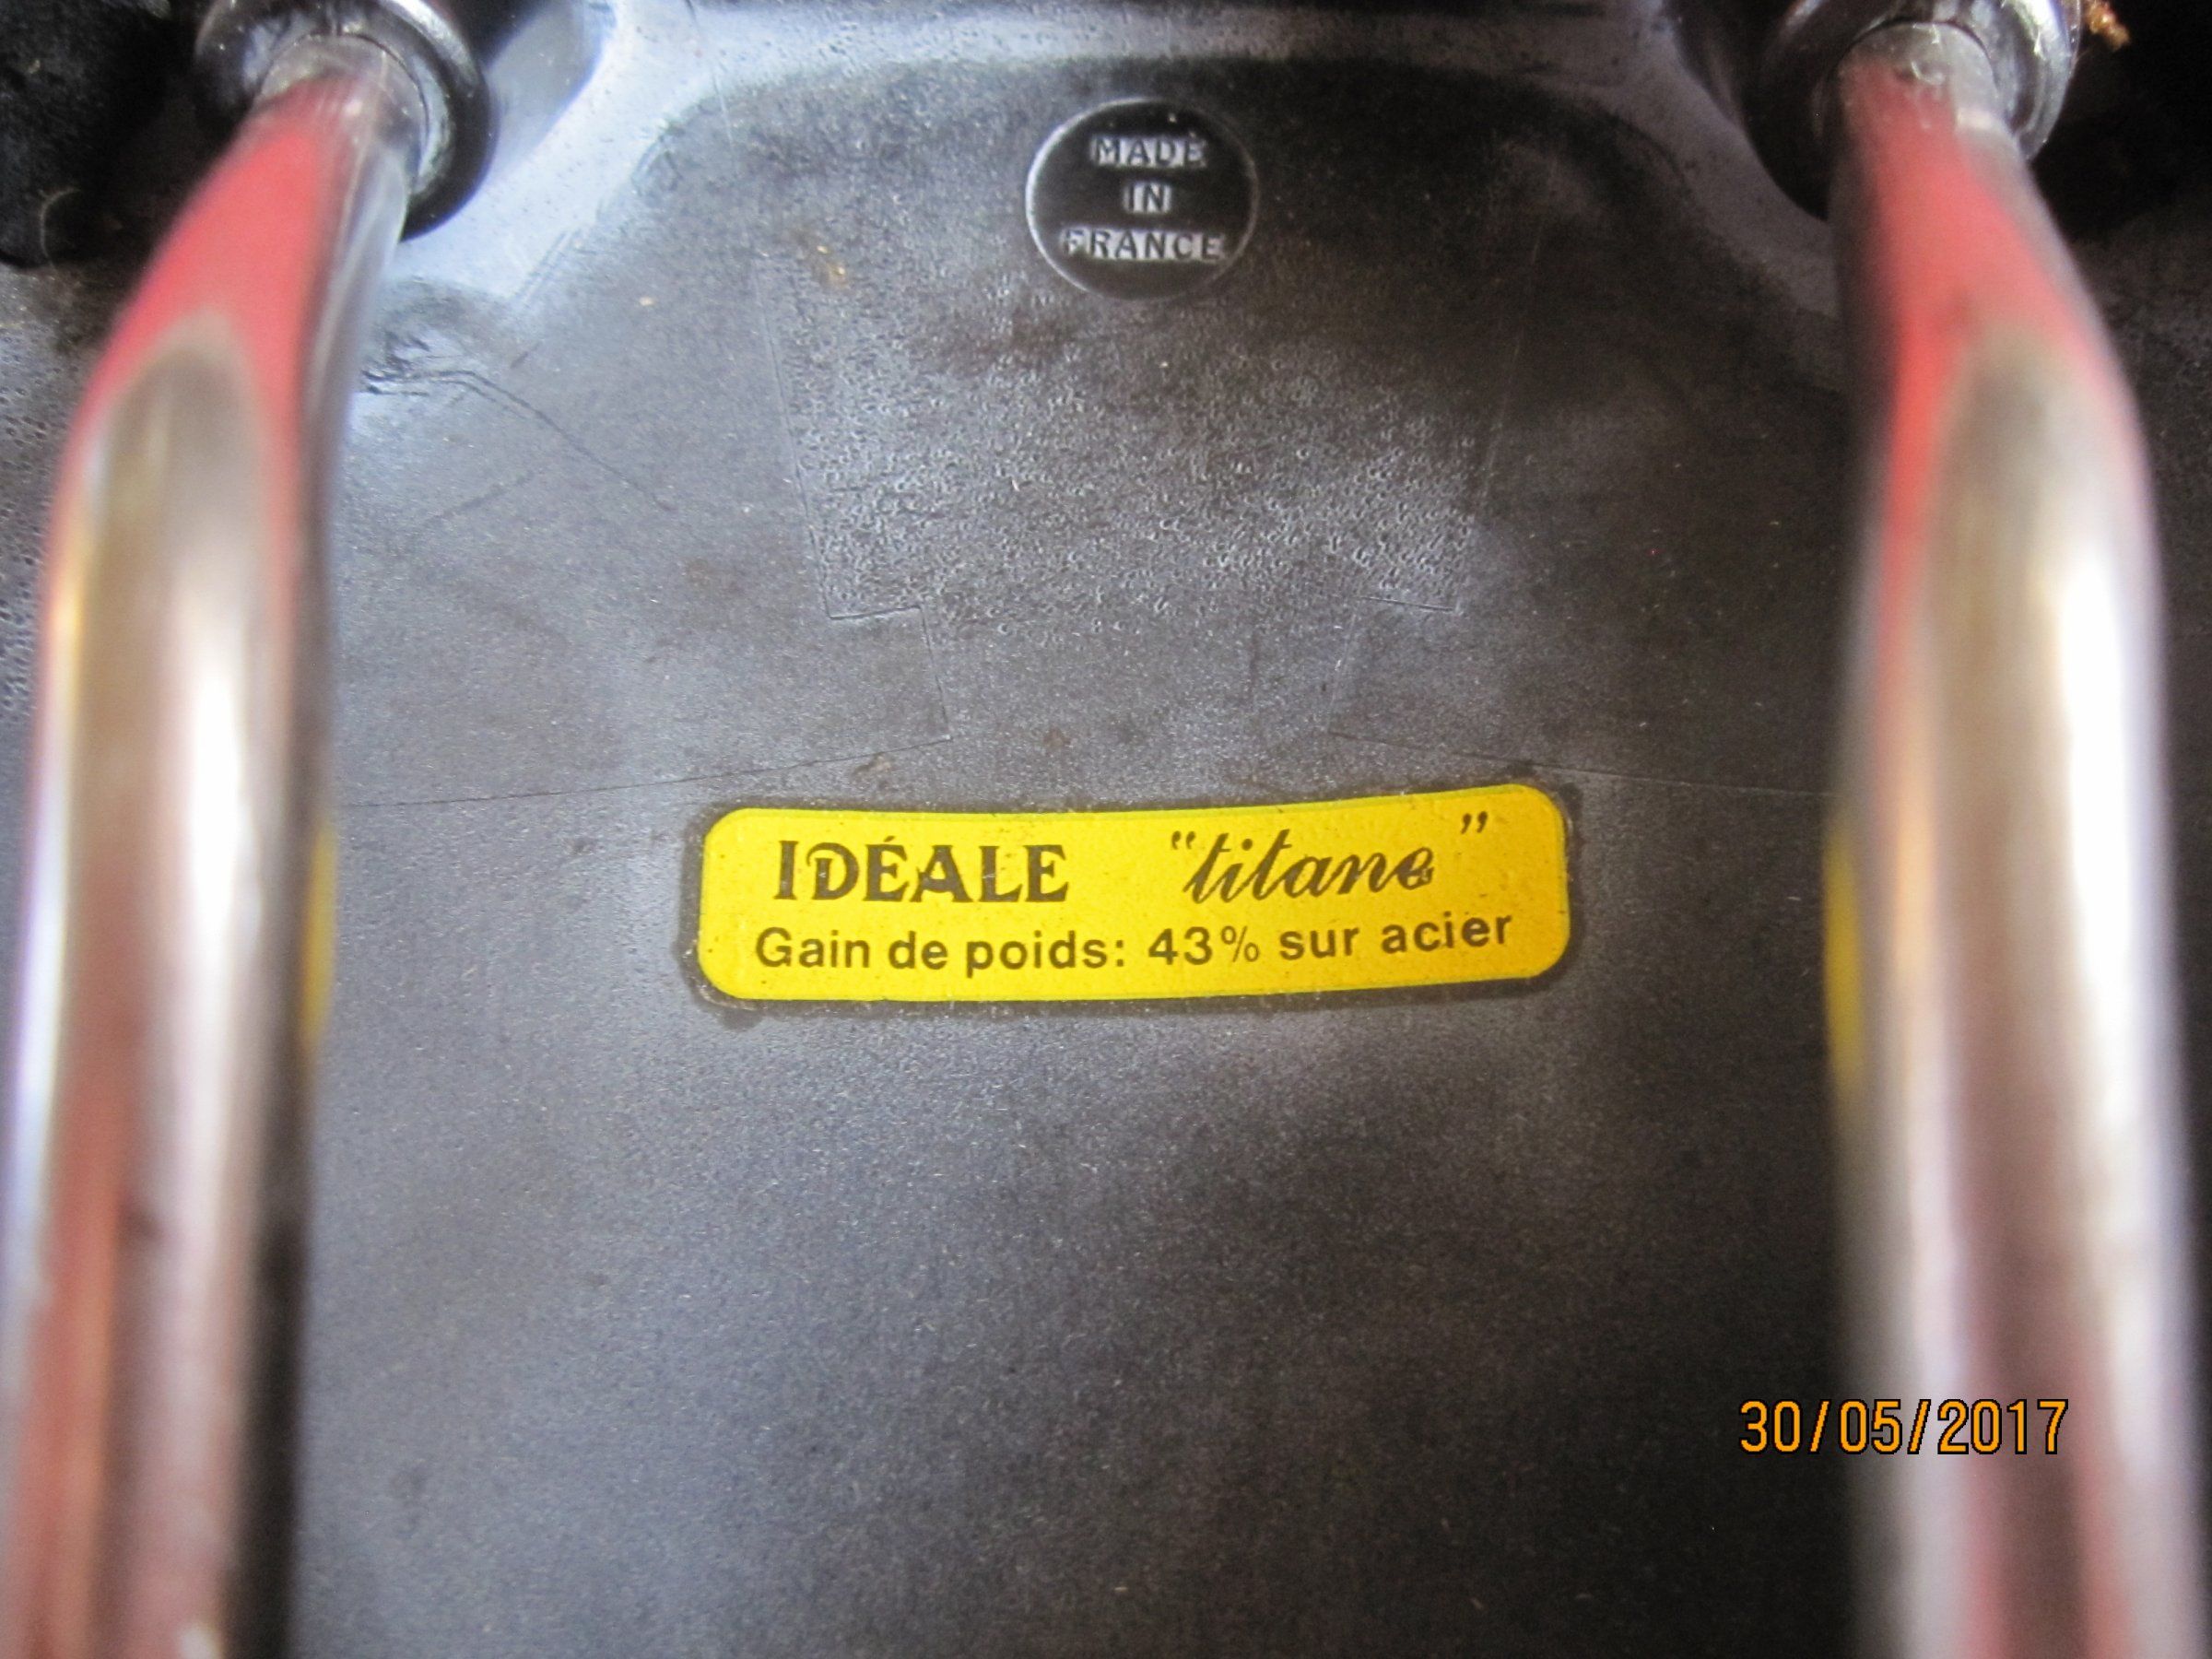 MADE
IN
FRANCE
IDÉALE "titane"
Gain de poids: 43% sur acier
30/05/2017